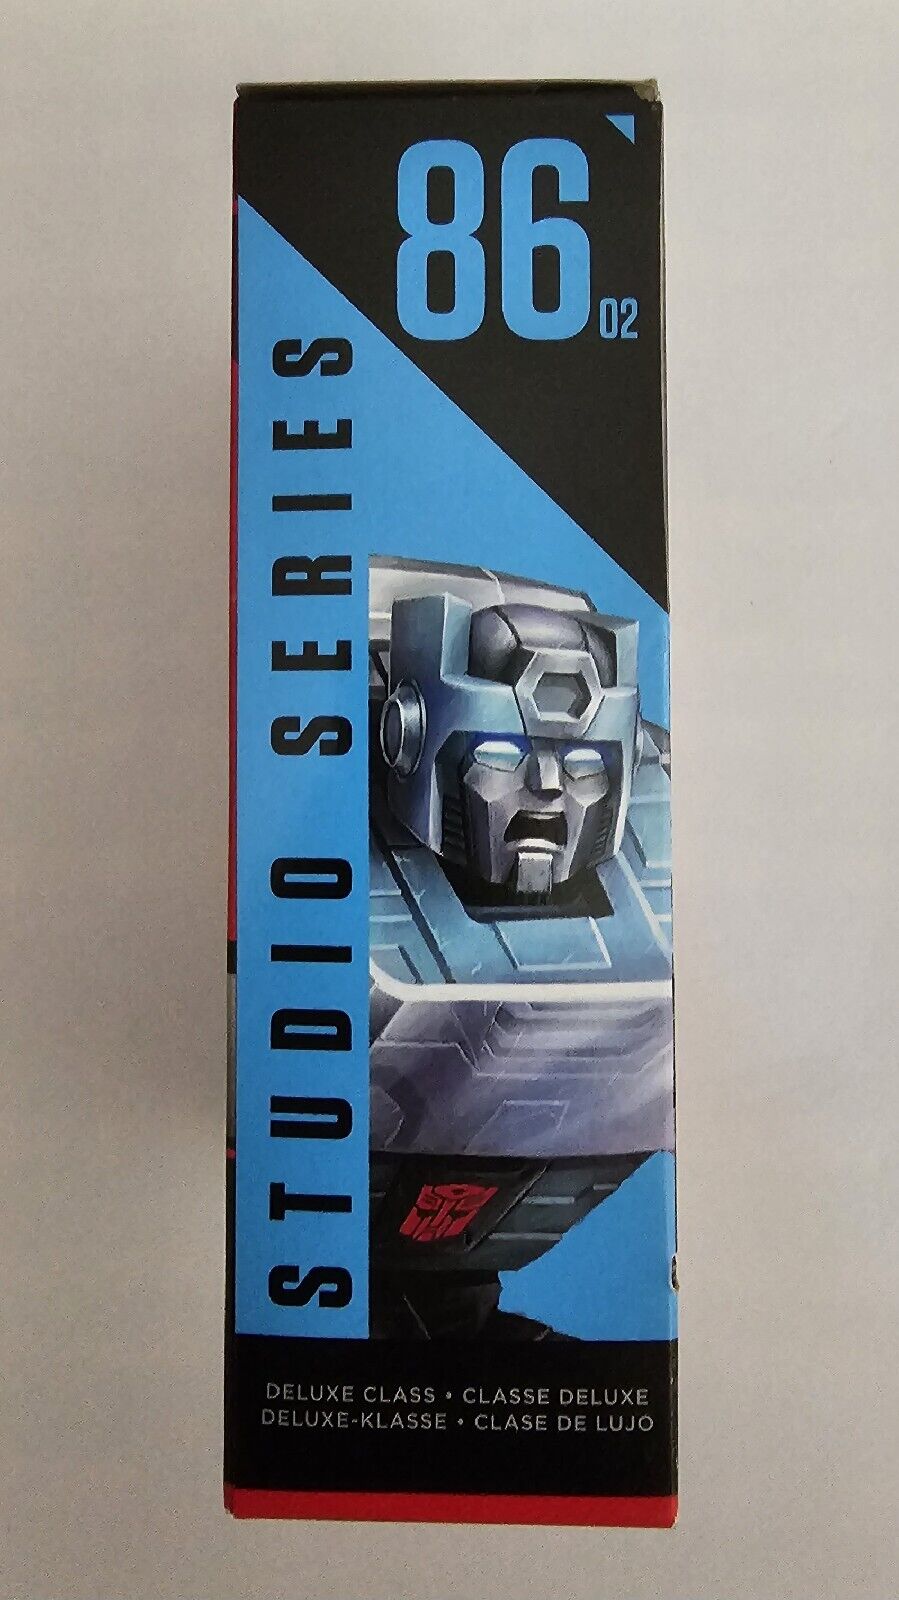 86
02
STUDIO SERIES
DELUXE CLASS • CLASSE DELUXE
DELUXE-KLASSE • CLASE DE LUJO